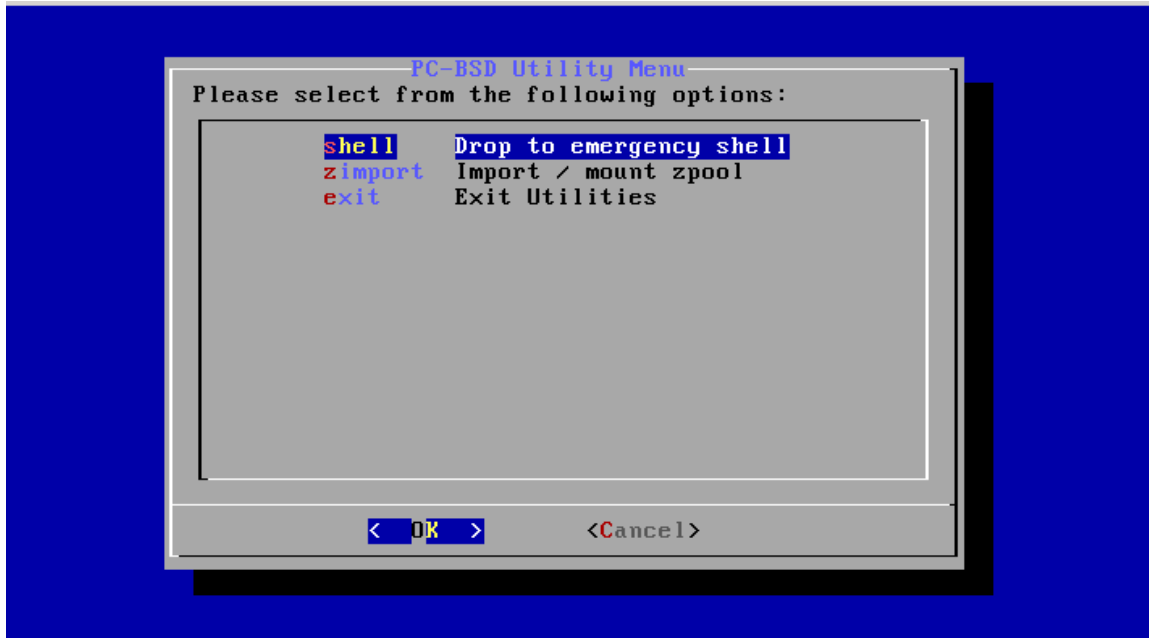 PC-BSD Utility Menu
Please select from the following options:
shell Drop to emergency shell
zimport Import / mount zpool
exit Exit Utilities
< OK > <Cancel>